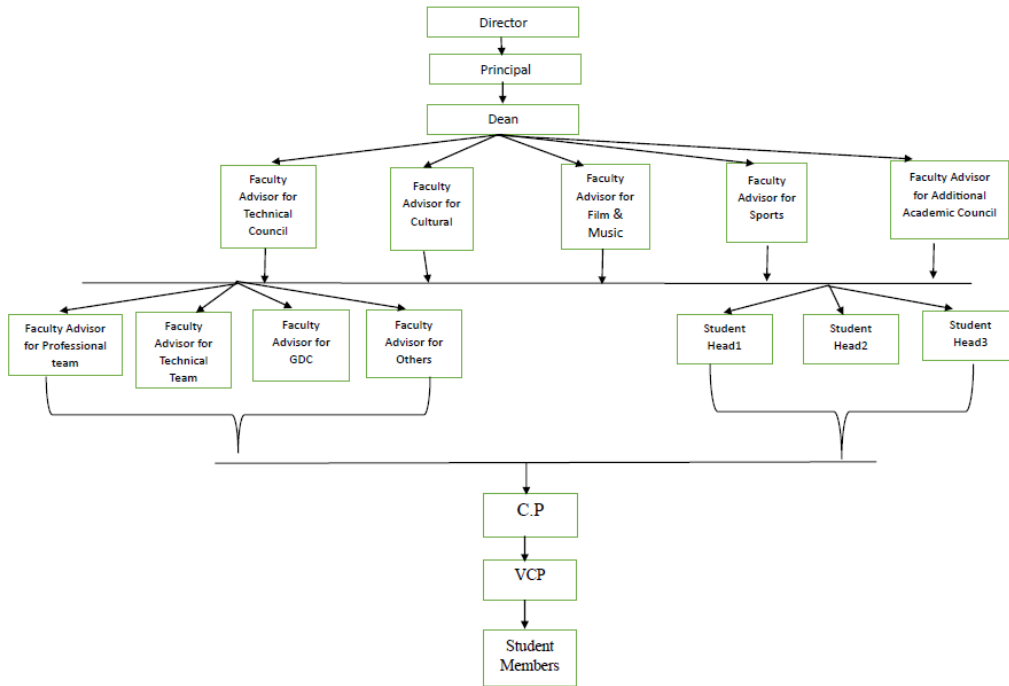 Director
Principal
Dean
Faculty
Advisor for
Technical
Council
Faculty
Advisor for
Cultural
Faculty
Advisor for
Film &
Music
Faculty
Advisor for
Sports
Faculty Advisor
for Additional
Academic Council
Faculty Advisor
for Professional
team
Faculty
Advisor for
Technical
Team
Faculty
Advisor for
GDC
Faculty
Advisor for
Others
Student
Head1
Student
Head2
Student
Head3
C.P
VCP
Student
Members